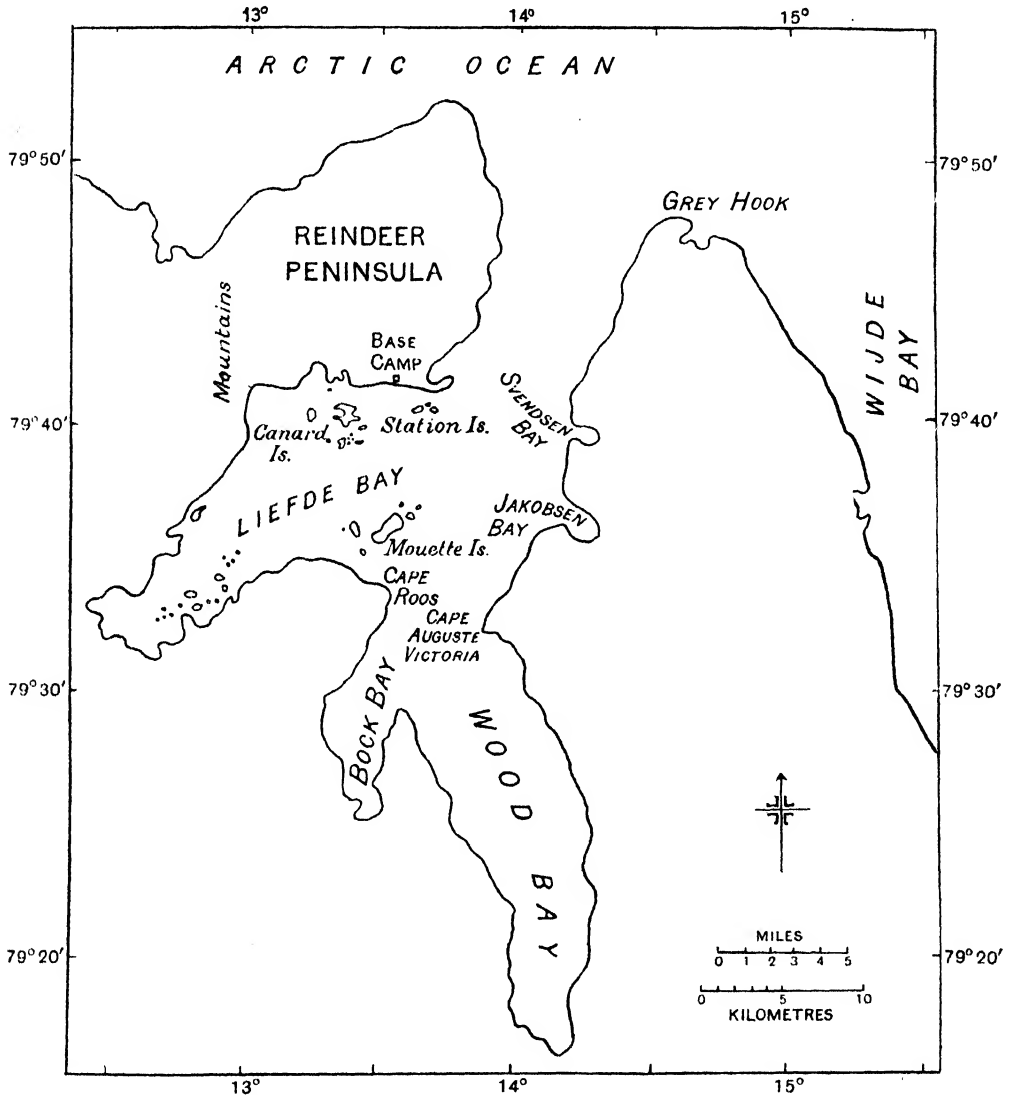 13° 14° 15°
ARCTIC OCEAN
79°50′ 79°50′
GREY HOOK
REINDEER
PENINSULA
Mountains
WIJDE
BAY
BASE
CAMP
SVENDSEN
BAY
79°40′ 79°40′
Canard
Is.
Station Is.
LIEFDE BAY
JAKOBSEN
BAY
Mouette Is.
CAPE
ROOS
CAPE
AUGUSTE
VICTORIA
79°30′ 79°30′
BOCK BAY
WOOD BAY
MILES
0 1 2 3 4 5
79°20′ 79°20′
0 5 10
KILOMETRES
13° 14° 15°